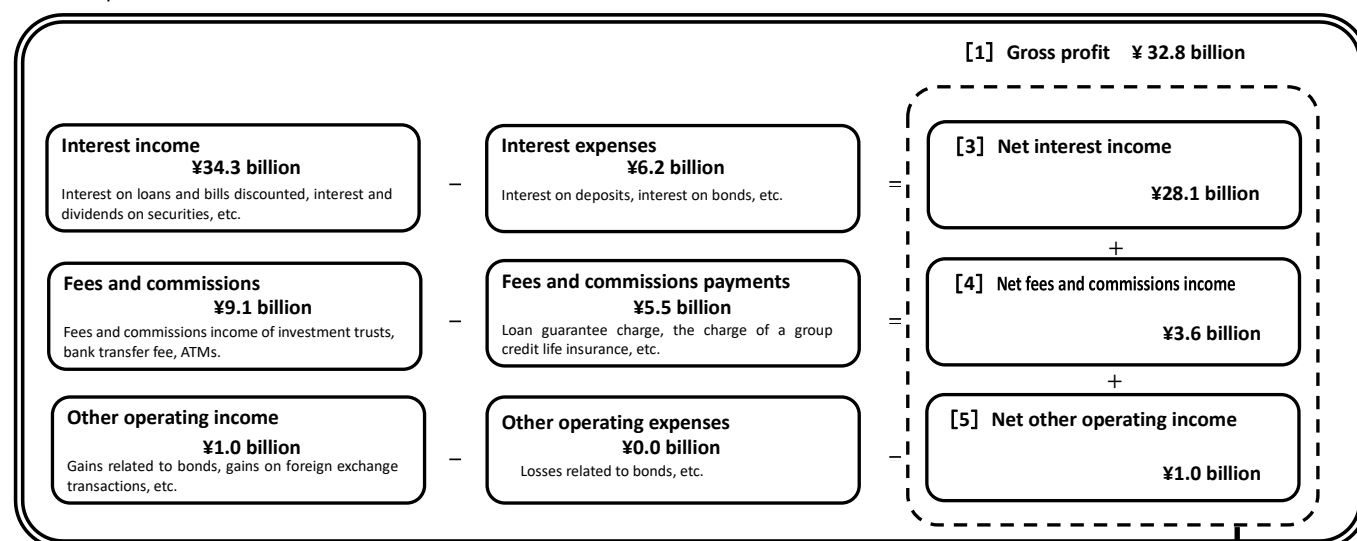 ［1］ Gross profit ¥ 32.8 billion
Interest income
¥34.3 billion
Interest on loans and bills discounted, interest and
dividends on securities, etc.
−
Interest expenses
¥6.2 billion
Interest on deposits, interest on bonds, etc.
=
［3］ Net interest income
¥28.1 billion
+
Fees and commissions
¥9.1 billion
Fees and commissions income of investment trusts,
bank transfer fee, ATMs.
−
Fees and commissions payments
¥5.5 billion
Loan guarantee charge, the charge of a group
credit life insurance, etc.
=
［4］ Net fees and commissions income
¥3.6 billion
+
Other operating income
¥1.0 billion
Gains related to bonds, gains on foreign exchange
transactions, etc.
−
Other operating expenses
¥0.0 billion
Losses related to bonds, etc.
−
［5］ Net other operating income
¥1.0 billion